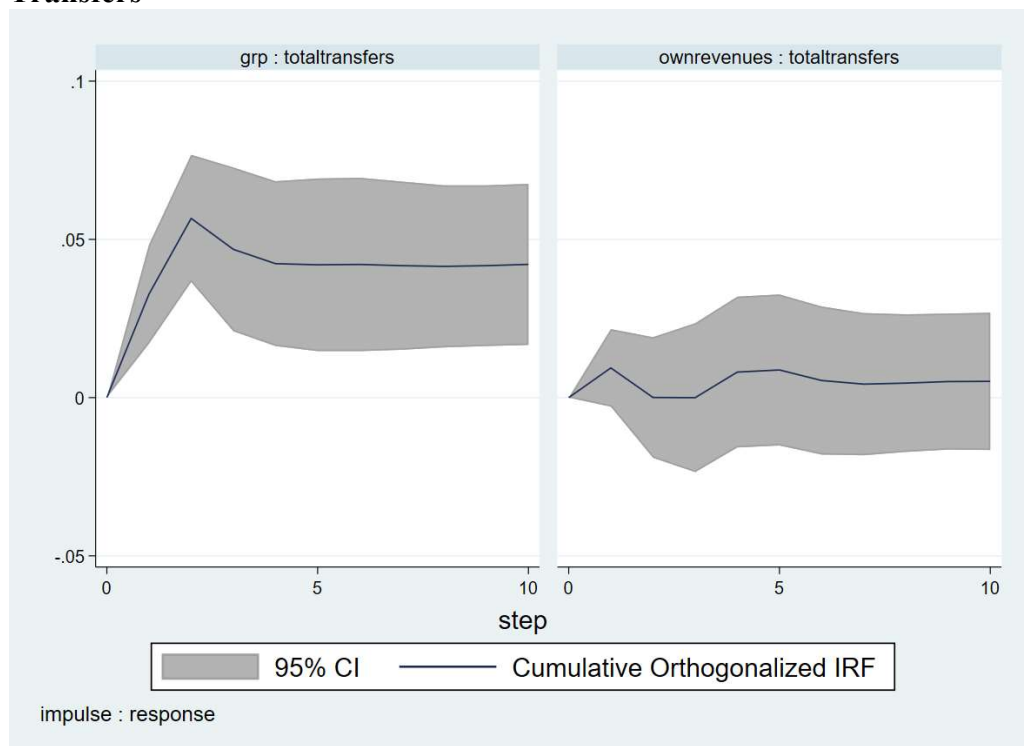 Transfers
grp : totaltransfers
ownrevenues : totaltransfers
.1
.05
0
-.05
0 5 10 0 5 10
step
95% CI Cumulative Orthogonalized IRF
impulse : response